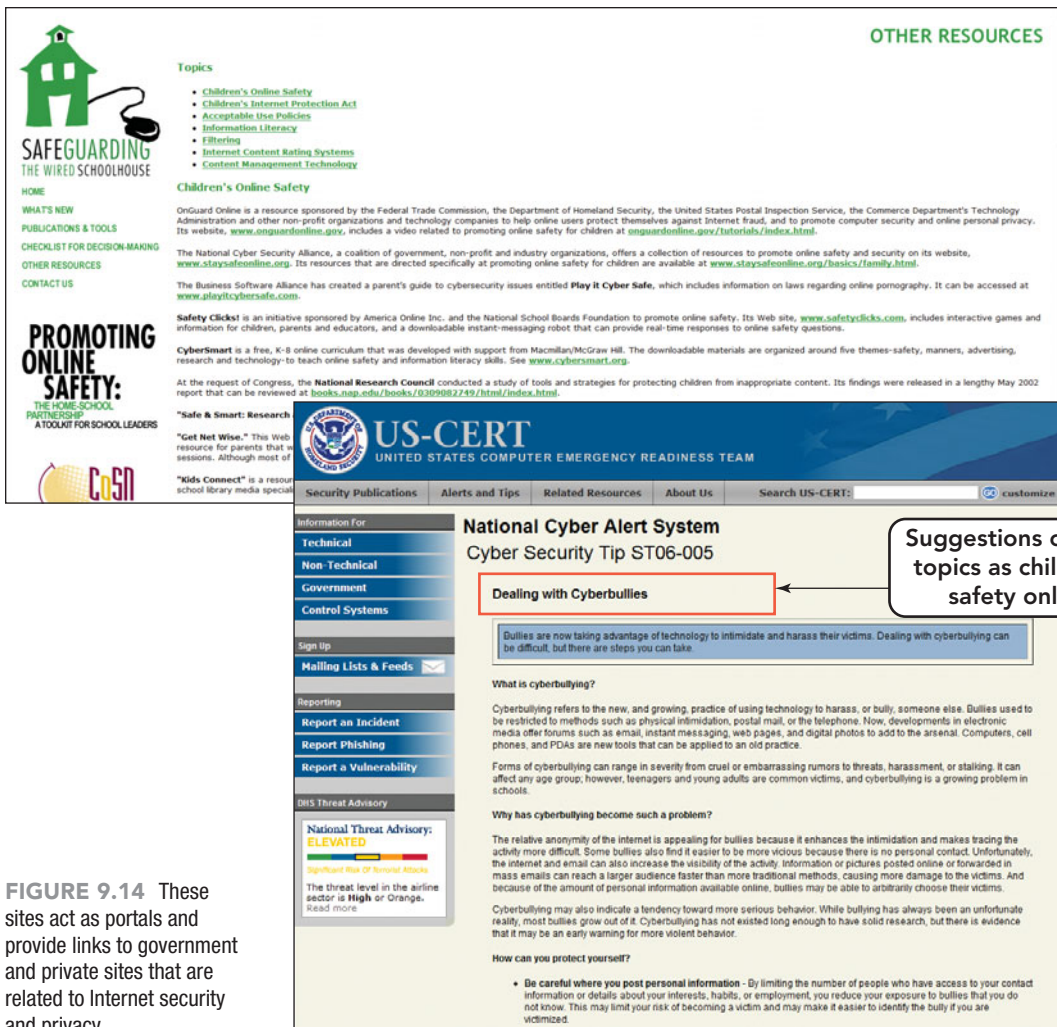 OTHER RESOURCES
SAFEGUARDING
THE WIRED SCHOOLHOUSE
HOME
WHAT'S NEW
PUBLICATIONS & TOOLS
CHECKLIST FOR DECISION-MAKING
OTHER RESOURCES
CONTACT US
PROMOTING
ONLINE
SAFETY:
THE HOME-SCHOOL
PARTNERSHIP
A TOOLKIT FOR SCHOOL LEADERS
CoSN
Topics
• Children's Online Safety
• Children's Internet Protection Act
• Acceptable Use Policies
• Information Literacy
• Filtering
• Internet Content Rating Systems
• Content Management Technology
Children's Online Safety
OnGuard Online is a resource sponsored by the Federal Trade Commission, the Department of Homeland Security, the United States Postal Inspection Service, the Commerce Department's Technology
Administration and other non-profit organizations and technology companies to help online users protect themselves against Internet fraud, and to promote computer security and online personal privacy.
Its website, www.onguardonline.gov, includes a video related to promoting online safety for children at onguardonline.gov/tutorials/index.html.
The National Cyber Security Alliance, a coalition of government, non-profit and industry organizations, offers a collection of resources to promote online safety and security on its website,
www.staysafeonline.org. Its resources that are directed specifically at promoting online safety for children are available at www.staysafeonline.org/basics/family.html.
The Business Software Alliance has created a parent's guide to cybersecurity issues entitled Play it Cyber Safe, which includes information on laws regarding online pornography. It can be accessed at
www.playitcybersafe.com.
Safety Clicks! is an initiative sponsored by America Online Inc. and the National School Boards Foundation to promote online safety. Its Web site, www.safetyclicks.com, includes interactive games and
information for children, parents and educators, and a downloadable instant-messaging robot that can provide real-time responses to online safety questions.
CyberSmart is a free, K-8 online curriculum that was developed with support from Macmillan/McGraw Hill. The downloadable materials are organized around five themes-safety, manners, advertising,
research and technology-to teach online safety and information literacy skills. See www.cybersmart.org.
At the request of Congress, the National Research Council conducted a study of tools and strategies for protecting children from inappropriate content. Its findings were released in a lengthy May 2002
report that can be reviewed at books.nap.edu/books/0309082749/html/index.html.
"Safe & Smart: Research
"Get Net Wise." This Web
resource for parents that w
sessions. Although most of
"Kids Connect" is a resour
school library media speciali
US-CERT
UNITED STATES COMPUTER EMERGENCY READINESS TEAM
Security Publications Alerts and Tips Related Resources About Us Search US-CERT: GO customize
Information For
Technical
Non-Technical
Government
Control Systems
Sign Up
Mailing Lists & Feeds
Reporting
Report an Incident
Report Phishing
Report a Vulnerability
DHS Threat Advisory
National Threat Advisory:
ELEVATED
Significant Risk Of Terrorist Attacks
The threat level in the airline
sector is High or Orange.
Read more
National Cyber Alert System
Cyber Security Tip ST06-005
Dealing with Cyberbullies
Suggestions
topics as
safety
Bullies are now taking advantage of technology to intimidate and harass their victims. Dealing with cyberbullying can
be difficult, but there are steps you can take.
What is cyberbullying?
Cyberbullying refers to the new, and growing, practice of using technology to harass, or bully, someone else. Bullies used to
be restricted to methods such as physical intimidation, postal mail, or the telephone. Now, developments in electronic
media offer forums such as email, instant messaging, web pages, and digital photos to add to the arsenal. Computers, cell
phones, and PDAs are new tools that can be applied to an old practice.
Forms of cyberbullying can range in severity from cruel or embarrassing rumors to threats, harassment, or stalking. It can
affect any age group; however, teenagers and young adults are common victims, and cyberbullying is a growing problem in
schools.
Why has cyberbullying become such a problem?
The relative anonymity of the internet is appealing for bullies because it enhances the intimidation and makes tracing the
activity more difficult. Some bullies also find it easier to be more vicious because there is no personal contact. Unfortunately,
the internet and email can also increase the visibility of the activity. Information or pictures posted online or forwarded in
mass emails can reach a larger audience faster than more traditional methods, causing more damage to the victims. And
because of the amount of personal information available online, bullies may be able to arbitrarily choose their victims.
Cyberbullying may also indicate a tendency toward more serious behavior. While bullying has always been an unfortunate
reality, most bullies grow out of it. Cyberbullying has not existed long enough to have solid research, but there is evidence
that it may be an early warning for more violent behavior.
How can you protect yourself?
• Be careful where you post personal information - By limiting the number of people who have access to your contact
information or details about your interests, habits, or employment, you reduce your exposure to bullies that you do
not know. This may limit your risk of becoming a victim and may make it easier to identify the bully if you are
victimized.
FIGURE 9.14 These
sites act as portals and
provide links to government
and private sites that are
related to Internet security
and privacy